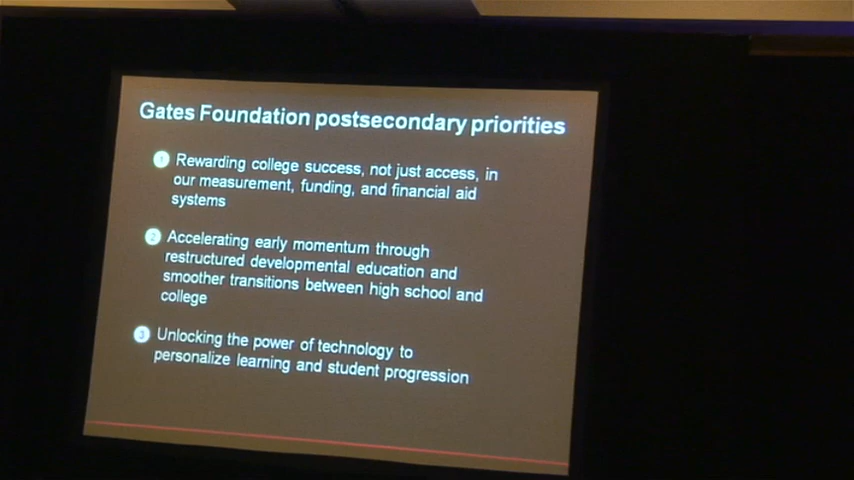 Gates Foundation postsecondary priorities
1 Rewarding college success, not just access, in
our measurement, funding, and financial aid
systems
2 Accelerating early momentum through
restructured developmental education and
smoother transitions between high school and
college
3 Unlocking the power of technology to
personalize learning and student progression